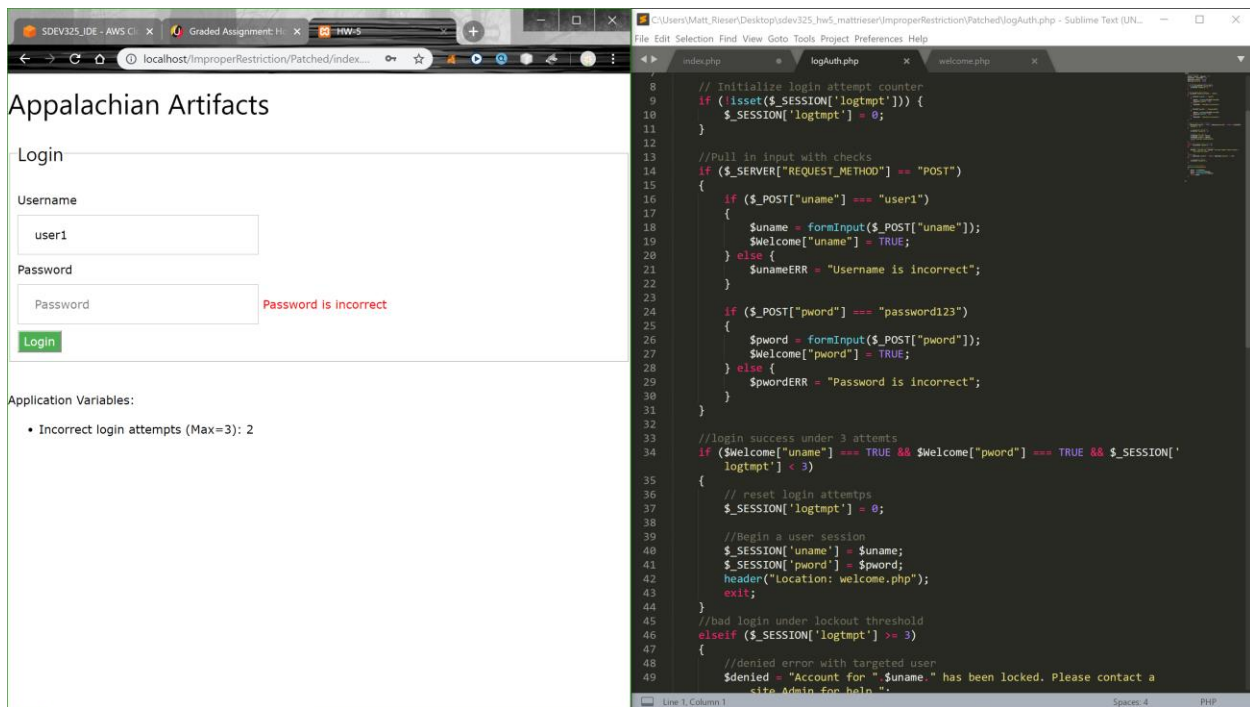 SDEV325_IDE - AWS Cl
Graded Assignment: H
HW-5
localhost/ImproperRestriction/Patched/index....
Appalachian Artifacts
Login
Username
user1
Password
Password
Password is incorrect
Login
Application Variables:
• Incorrect login attempts (Max=3): 2
C:\Users\Matt_Rieser\Desktop\sdev325_hw5_mattrieser\ImproperRestriction\Patched\logAuth.php - Sublime Text (UN...
File Edit Selection Find View Goto Tools Project Preferences Help
index.php
logAuth.php
welcome.php
8 // Initialize login attempt counter
9 if (!isset($_SESSION['logtmpt'])) {
10 $_SESSION['logtmpt'] = 0;
11 }
12
13 //Pull in input with checks
14 if ($_SERVER["REQUEST_METHOD"] == "POST")
15 {
16 if ($_POST["uname"] === "user1")
17 {
18 $uname = formInput($_POST["uname"]);
19 $Welcome["uname"] = TRUE;
20 } else {
21 $unameERR = "Username is incorrect";
22 }
23
24 if ($_POST["pword"] === "password123")
25 {
26 $pword = formInput($_POST["pword"]);
27 $Welcome["pword"] = TRUE;
28 } else {
29 $pwordERR = "Password is incorrect";
30 }
31 }
32
33 //login success under 3 attemts
34 if ($Welcome["uname"] === TRUE && $Welcome["pword"] === TRUE && $_SESSION['
logtmpt'] < 3)
35 {
36 // reset login attemtps
37 $_SESSION['logtmpt'] = 0;
38
39 //Begin a user session
40 $_SESSION['uname'] = $uname;
41 $_SESSION['pword'] = $pword;
42 header("Location: welcome.php");
43 exit;
44 }
45 //bad login under lockout threshold
46 elseif ($_SESSION['logtmpt'] >= 3)
47 {
48 //denied error with targeted user
49 $denied = "Account for ".$uname." has been locked. Please contact a
site Admin for help.";
Line 1, Column 1
Spaces: 4
PHP